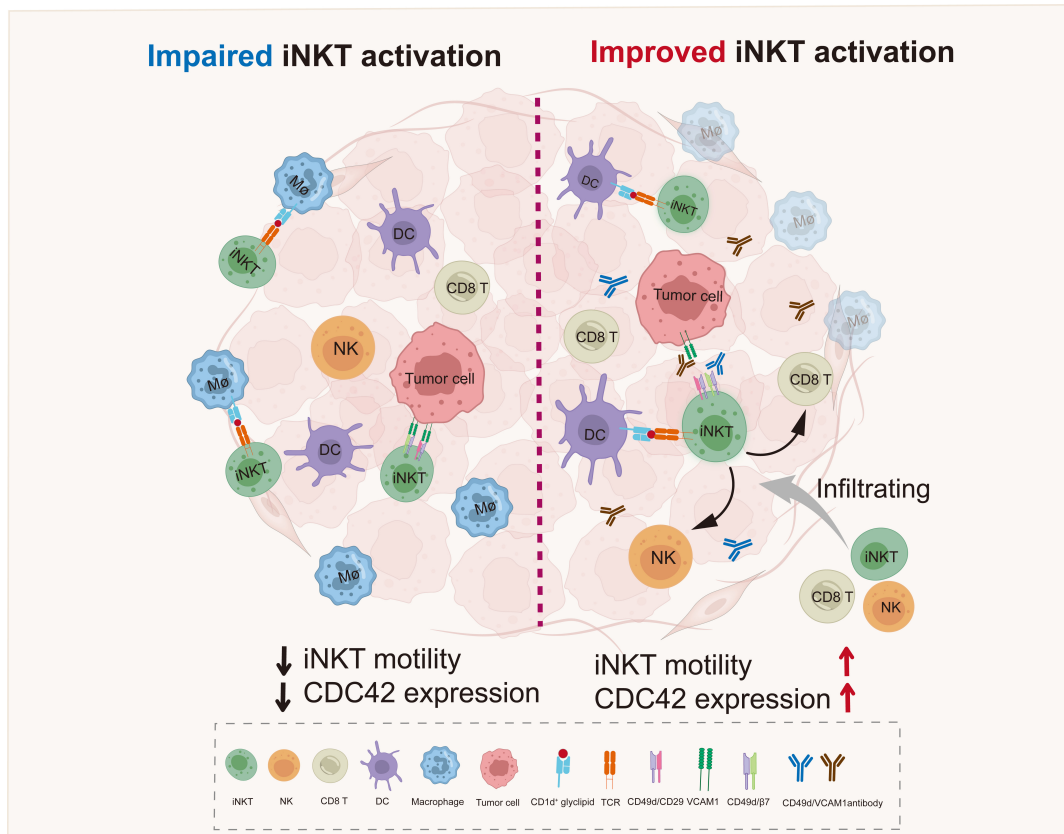 Impaired iNKT activation
Improved iNKT activation
Mø
iNKT
DC
CD8 T
NK
Tumor cell
Mø
iNKT
DC
iNKT
Mø
Mø
Mø
DC
iNKT
Mø
Tumor cell
Mø
CD8 T
CD8 T
DC
iNKT
Infiltrating
NK
iNKT
CD8 T
NK
iNKT motility
CDC42 expression
iNKT motility
CDC42 expression
iNKT
NK
CD8 T
DC
Macrophage
Tumor cell
CD1d⁺ glyclipid
TCR
CD49d/CD29
VCAM1
CD49d/β7
CD49d/VCAM1antibody